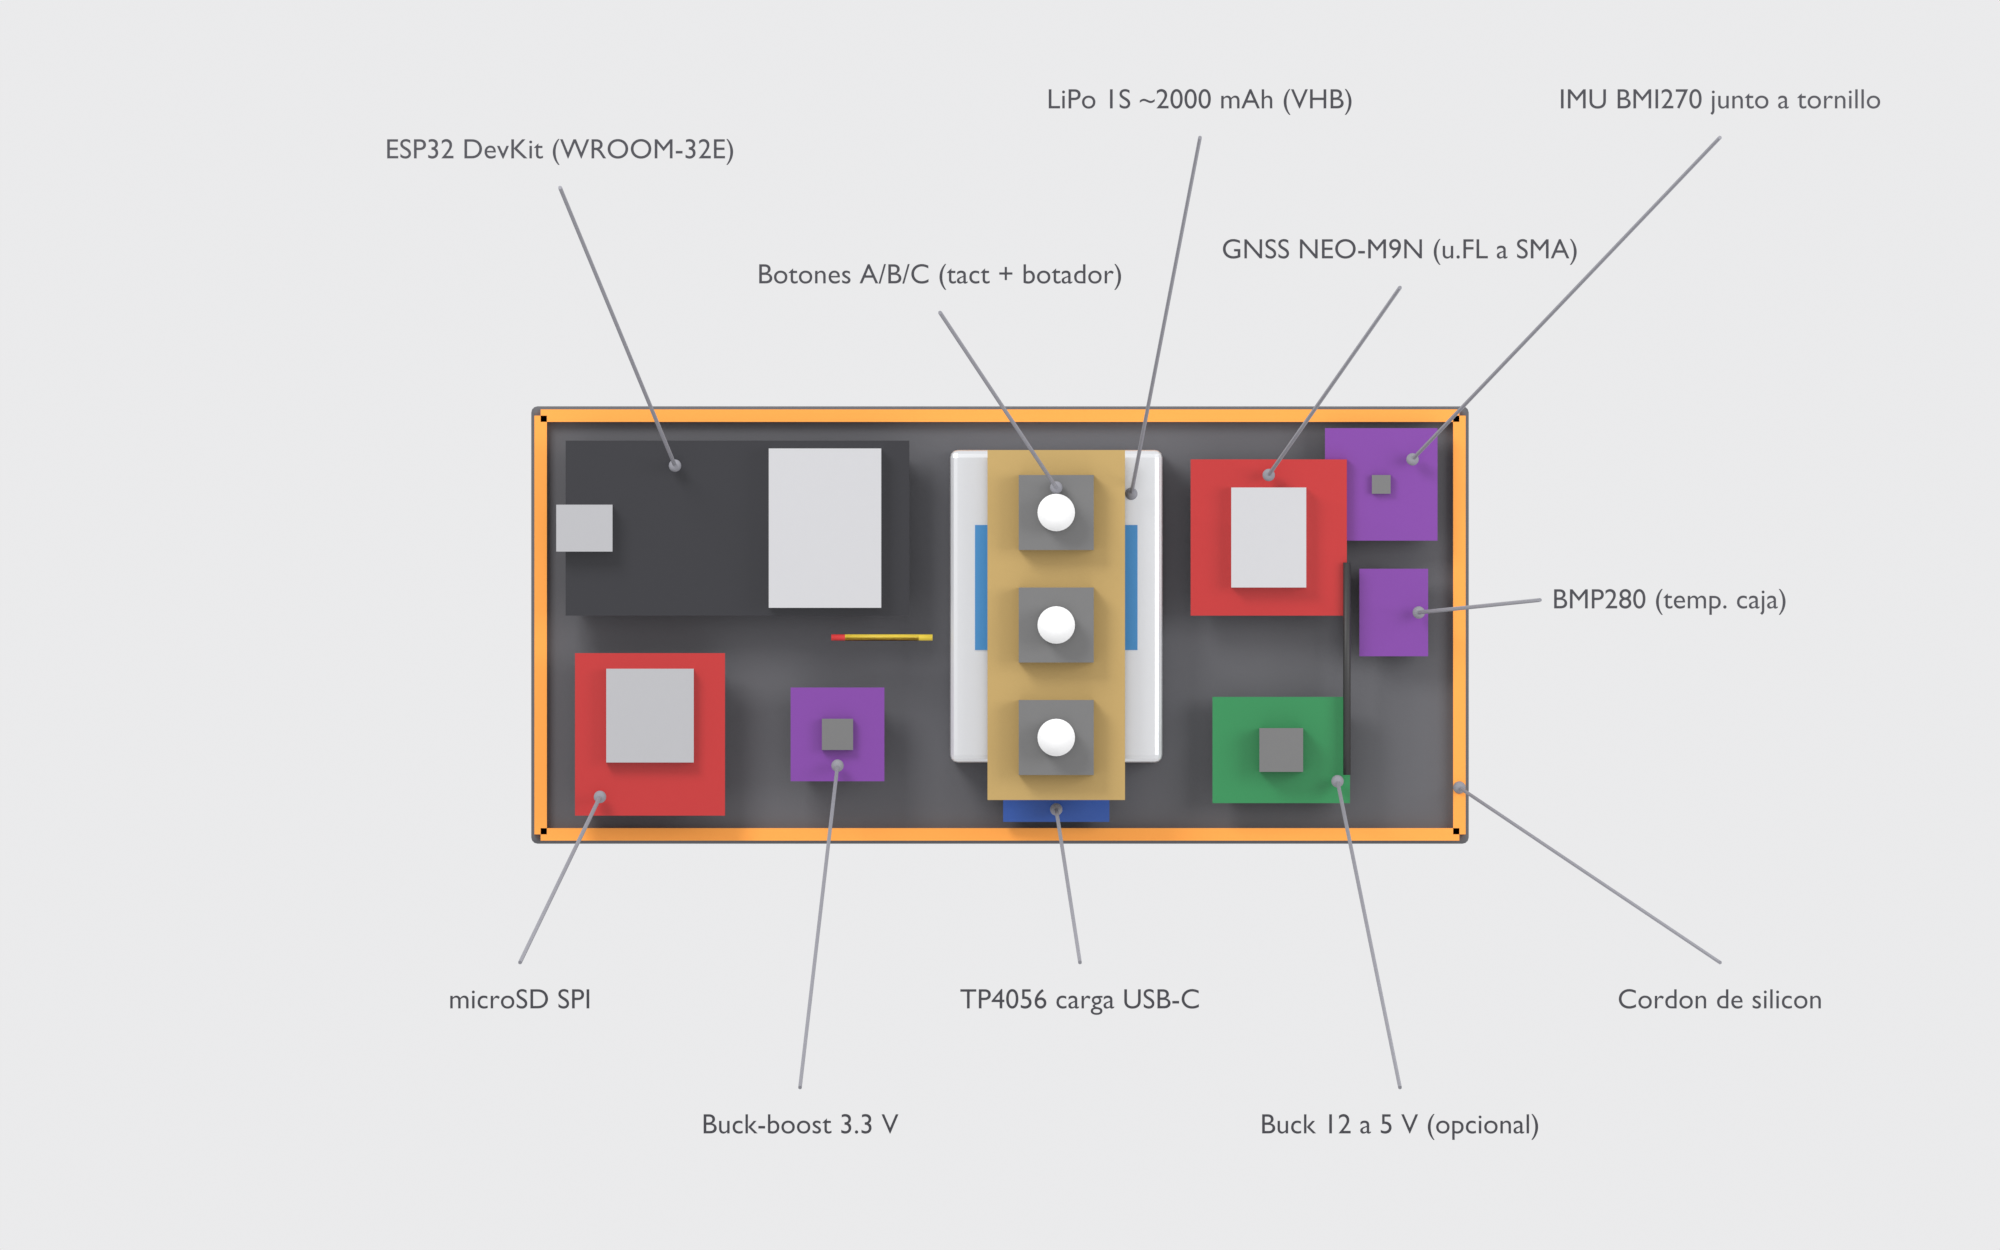 LiPo 1S ~2000 mAh (VHB)
IMU BMI270 junto a tornillo
ESP32 DevKit (WROOM-32E)
GNSS NEO-M9N (u.FL a SMA)
Botones A/B/C (tact + botador)
BMP280 (temp. caja)
microSD SPI
TP4056 carga USB-C
Cordon de silicon
Buck-boost 3.3 V
Buck 12 a 5 V (opcional)